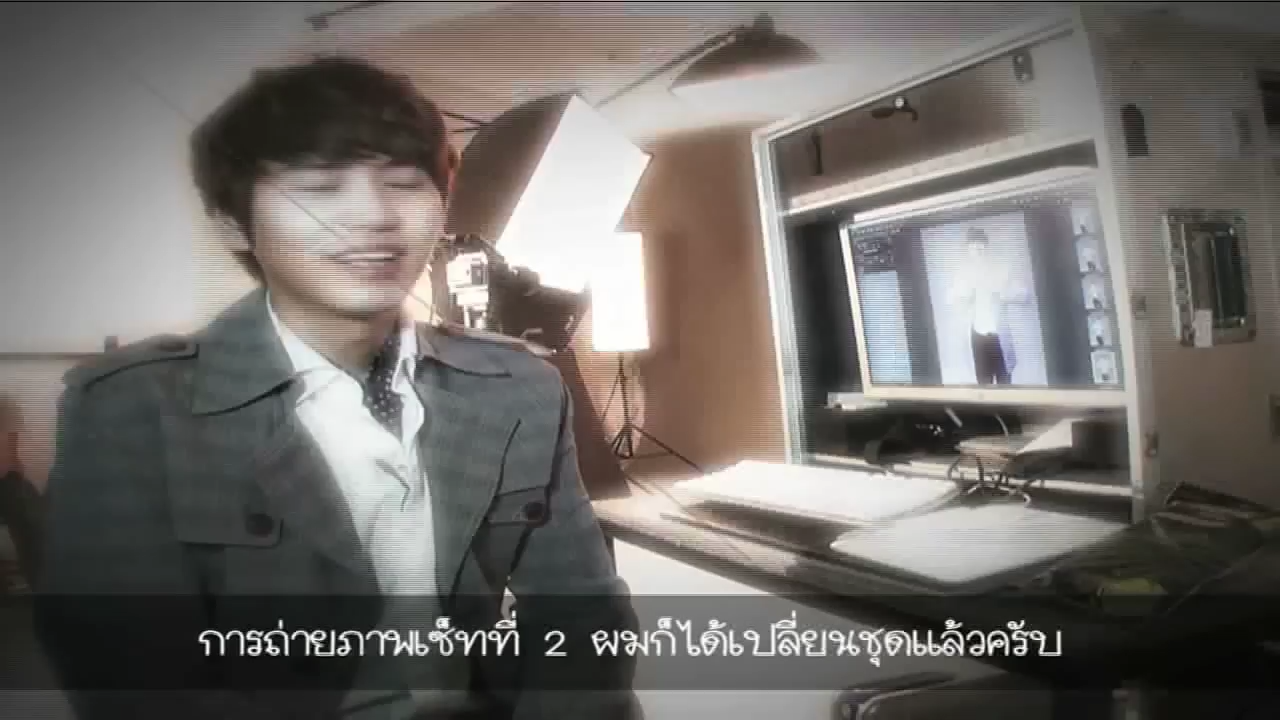 การถ่ายภาพเซ็ทที่ 2 ผมก็ได้เปลี่ยนชุดแล้วครับ